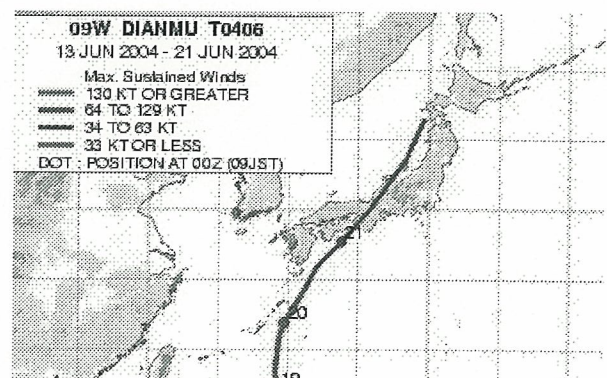 09W DIANMU T0406
13 JUN 2004 - 21 JUN 2004
Max. Sustained Winds
130 KT OR GREATER
64 TO 129 KT
34 TO 63 KT
33 KT OR LESS
DOT : POSITION AT 00Z (09JST)
21
20
19